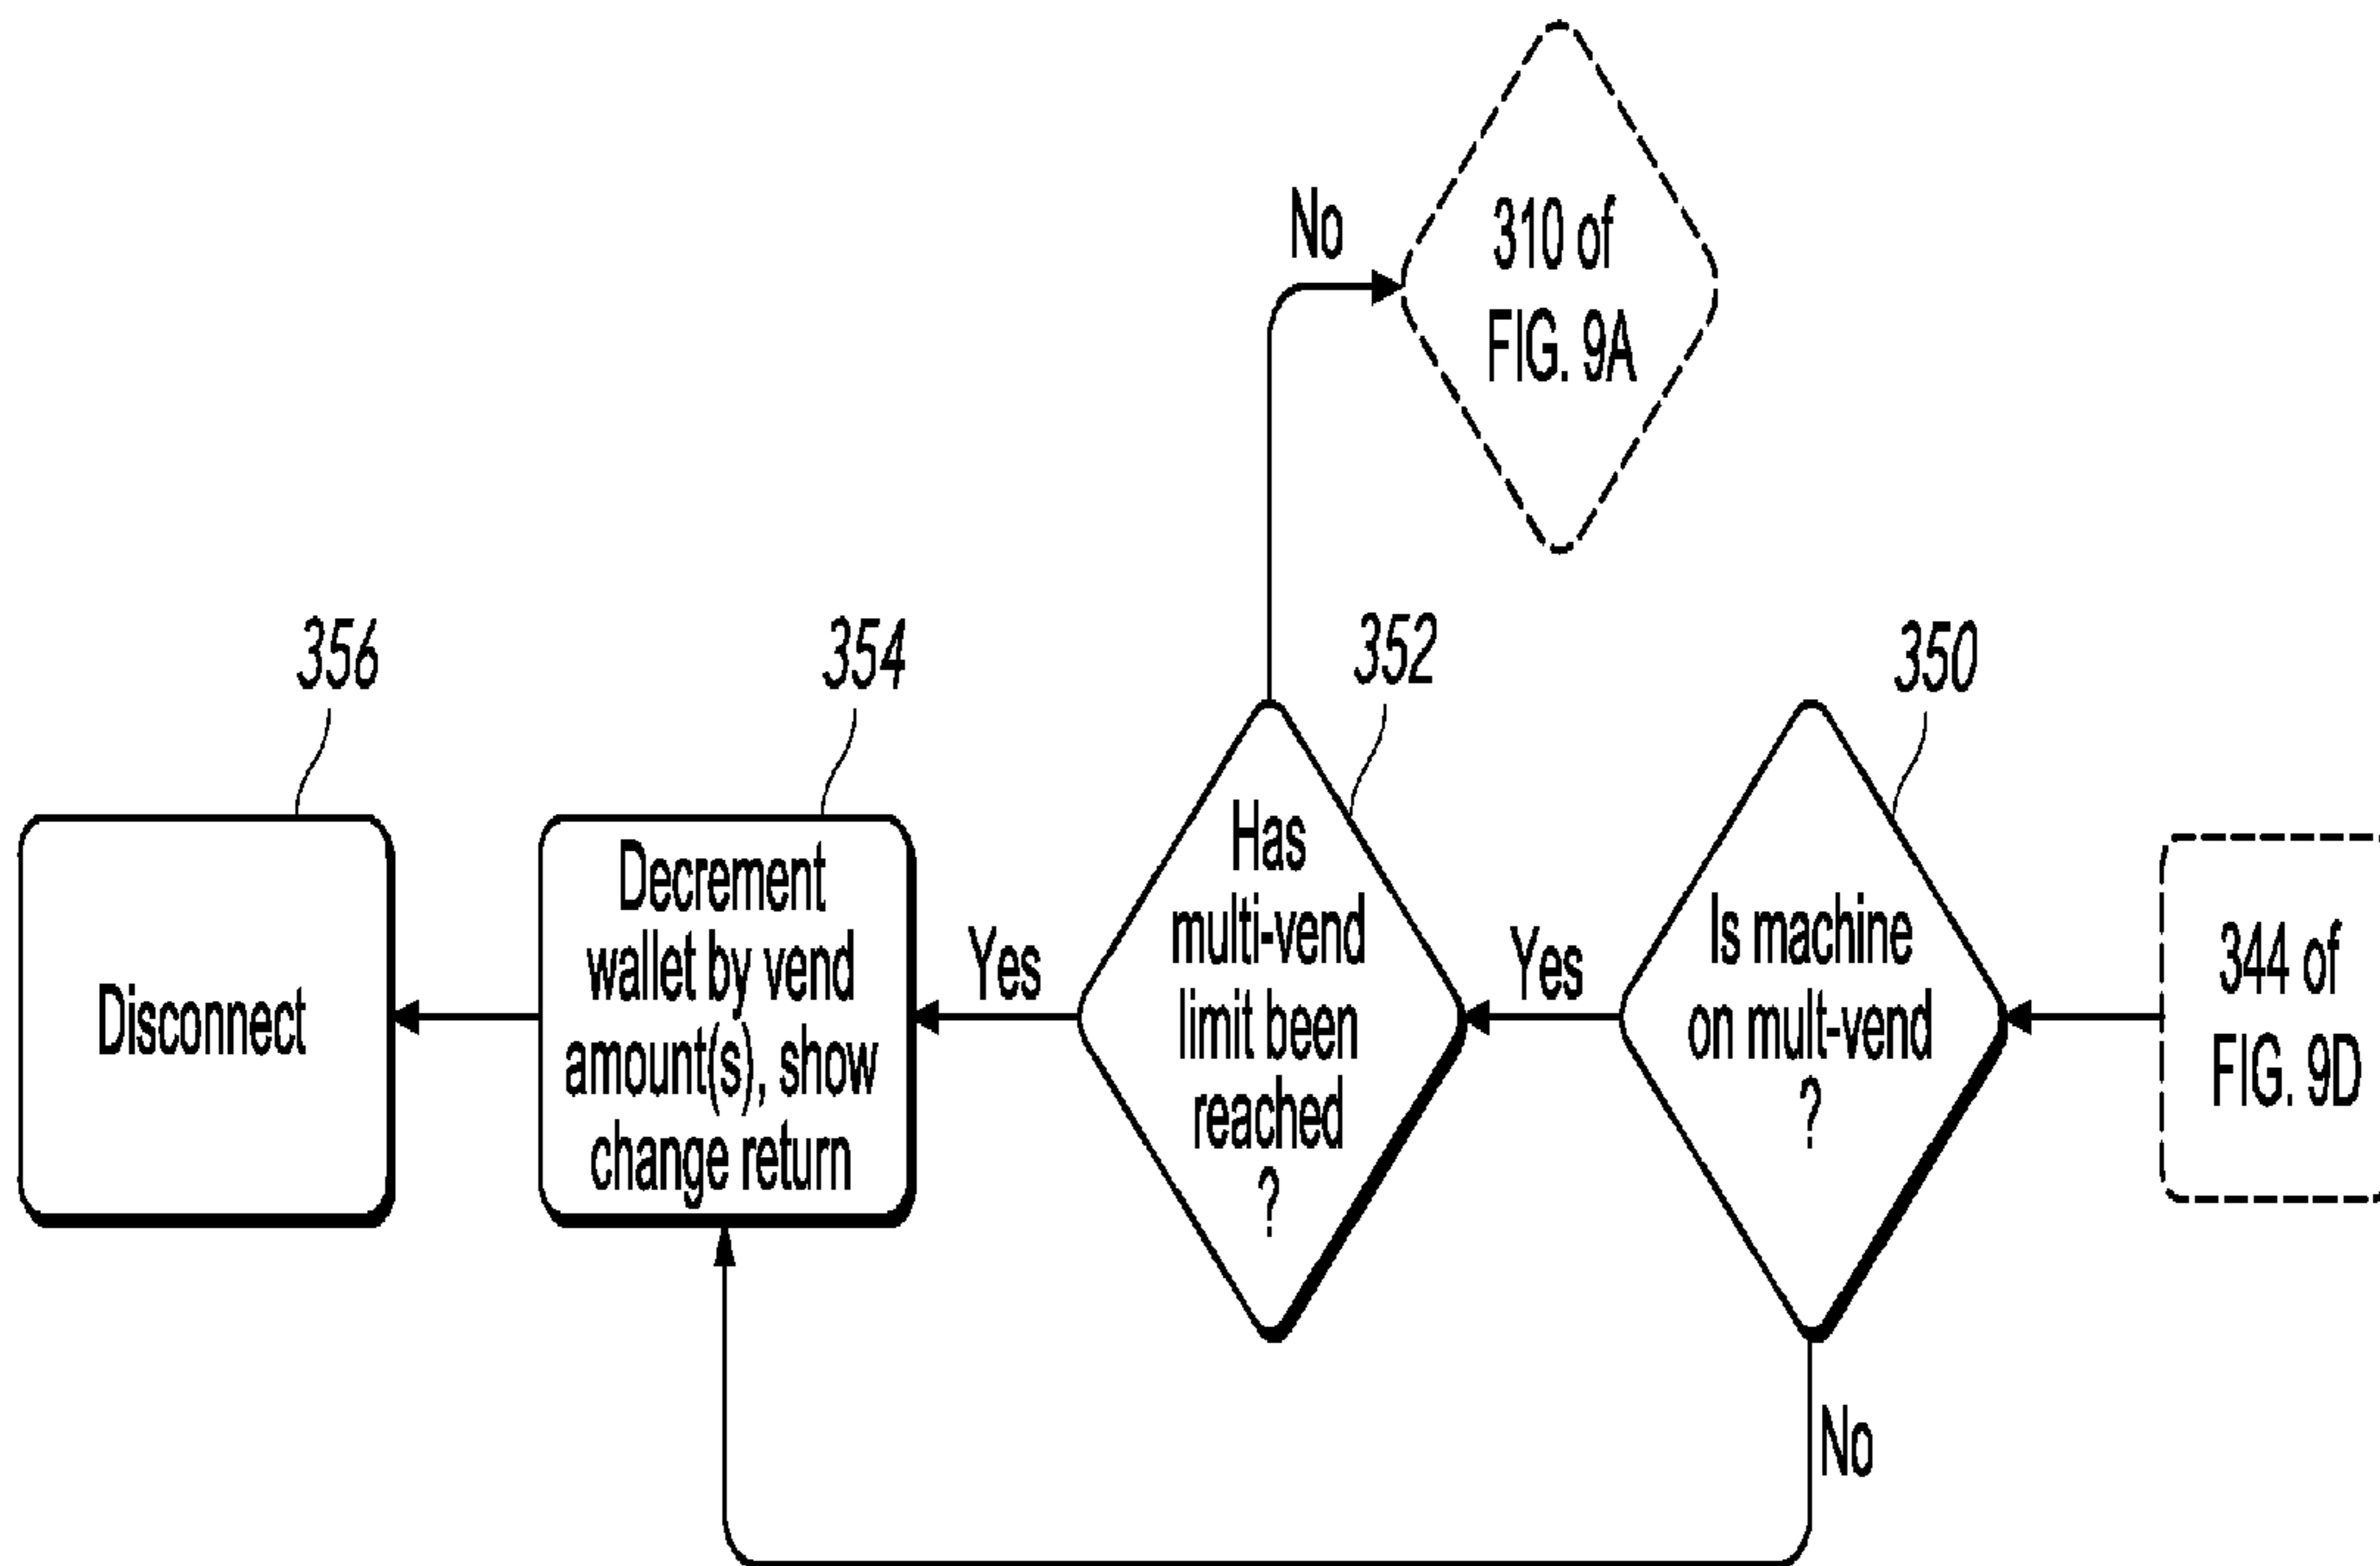 No
310 of
FIG. 9A
356
354
352
350
Disconnect
Decrement
wallet by vend
amount(s), show
change return
Yes
Has
multi-vend
limit been
reached
?
Yes
Is machine
on mult-vend
?
344 of
FIG. 9D
No